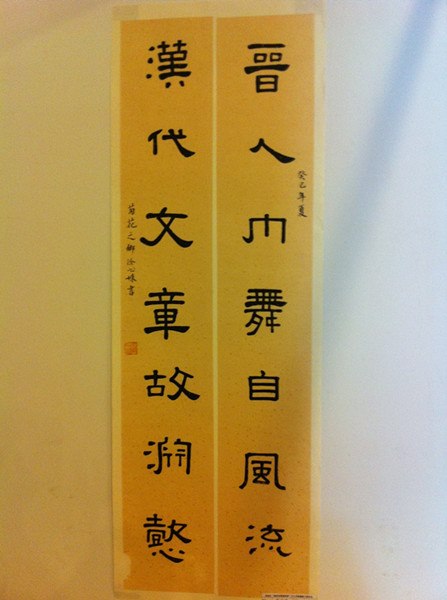 晉人巾舞自風流
癸巳年夏
漢代文章故淵懿
菊花之鄉 書